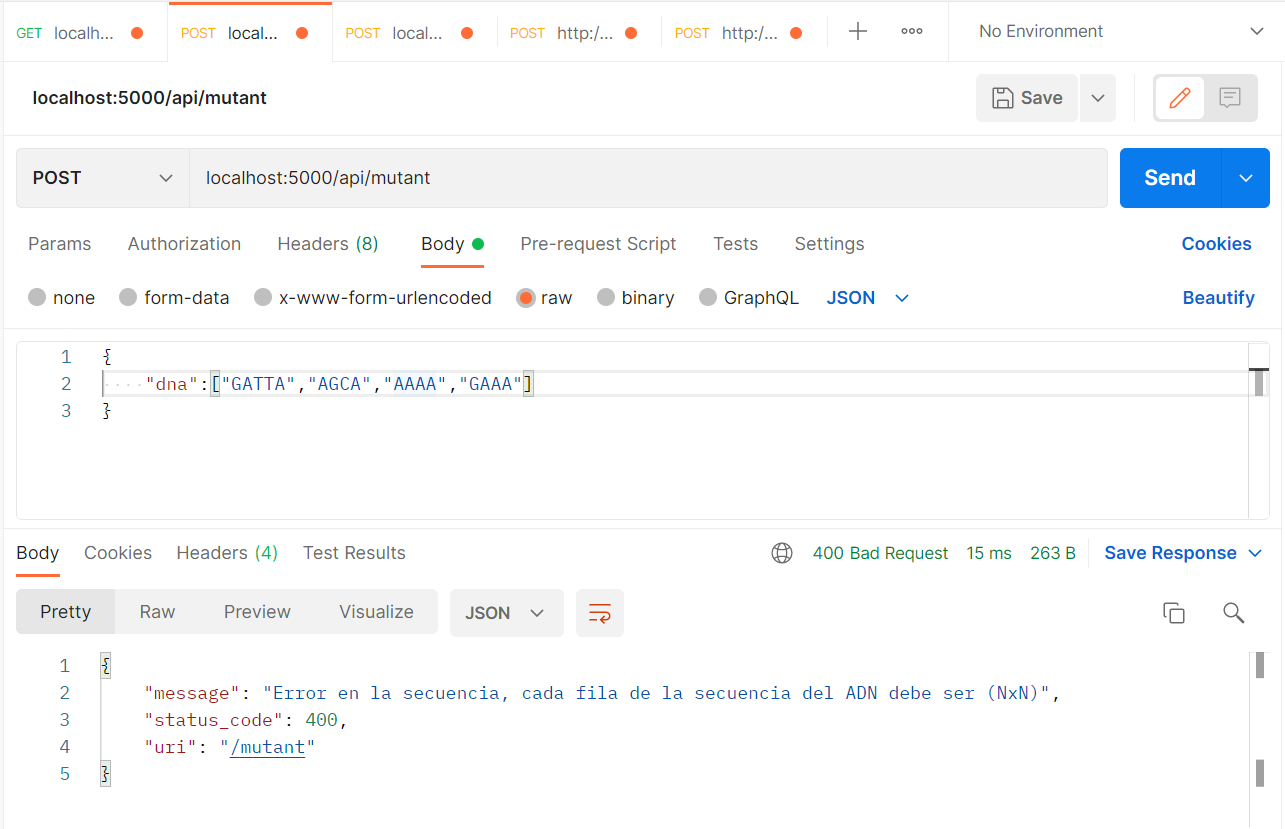 GET localh... POST local... POST local... POST http:/... POST http:/... No Environment
localhost:5000/api/mutant Save
POST localhost:5000/api/mutant Send
Params Authorization Headers (8) Body Pre-request Script Tests Settings Cookies
none form-data x-www-form-urlencoded raw binary GraphQL JSON Beautify
1 {
2 "dna":["GATTA","AGCA","AAAA","GAAA"]
3 }
Body Cookies Headers (4) Test Results 400 Bad Request 15 ms 263 B Save Response
Pretty Raw Preview Visualize JSON
1 {
2 "message": "Error en la secuencia, cada fila de la secuencia del ADN debe ser (NxN)",
3 "status_code": 400,
4 "uri": "/mutant"
5 }